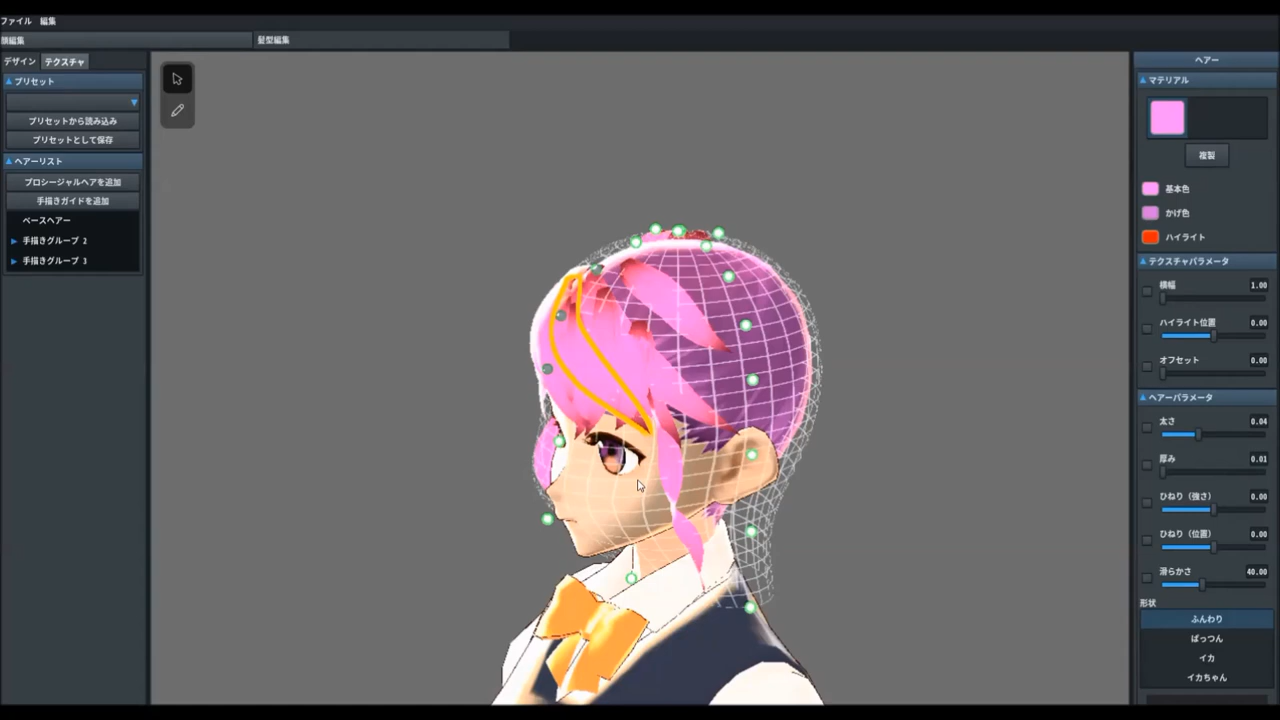 ファイル 編集
顔編集
髪型編集
デザイン テクスチャ
プリセット
プリセットから読み込み
プリセットとして保存
ヘアーリスト
プロシージャルヘアを追加
手描きガイドを追加
ベースヘアー
手描きグループ 2
手描きグループ 3
ヘアー
マテリアル
複製
基本色
かげ色
ハイライト
テクスチャパラメータ
横幅 1.00
ハイライト位置 0.00
オフセット 0.00
ヘアーパラメータ
太さ 0.04
厚み 0.01
ひねり（強さ） 0.00
ひねり（位置） 0.00
滑らかさ 40.00
形状
ふんわり
ぱっつん
イカ
イカちゃん